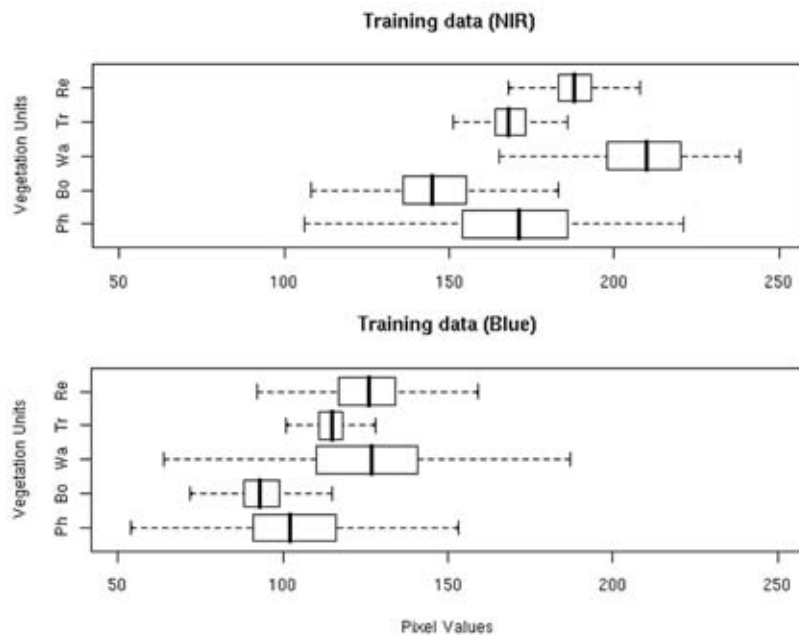 Training data (NIR)
Vegetation Units
Re
Tr
Wa
Bo
Ph
50 100 150 200 250
Training data (Blue)
Vegetation Units
Re
Tr
Wa
Bo
Ph
50 100 150 200 250
Pixel Values